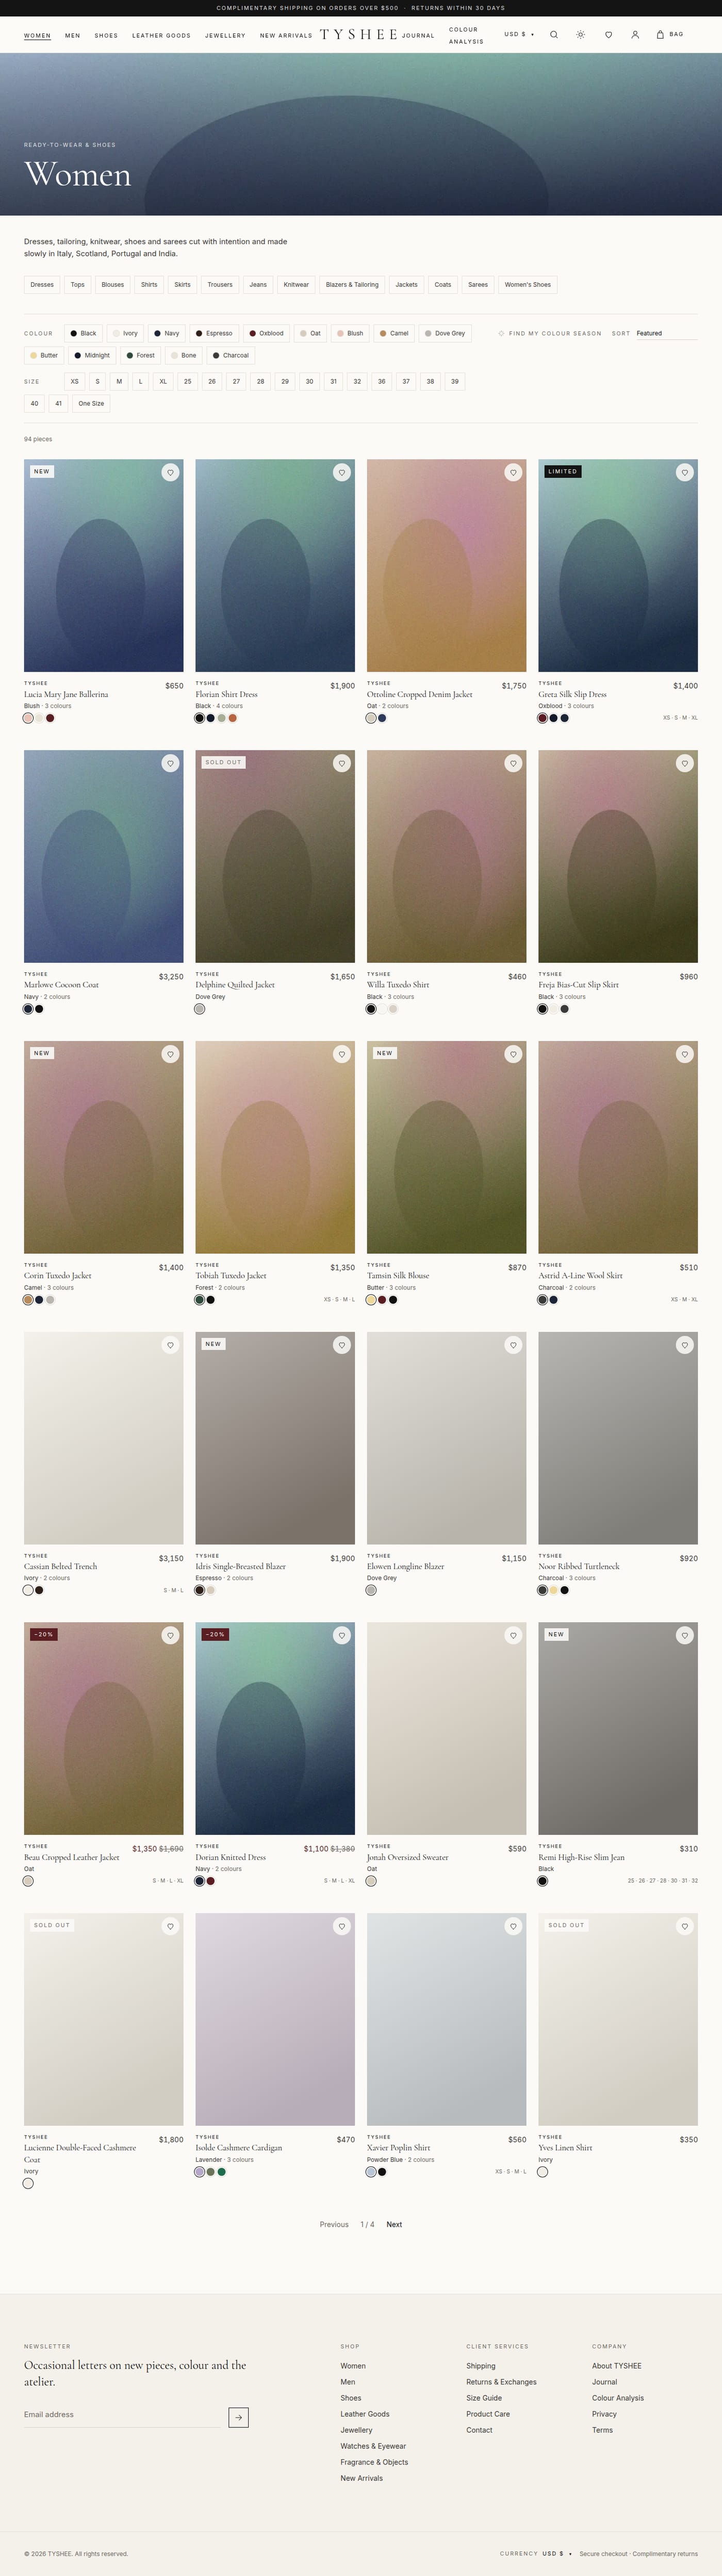 COMPLIMENTARY SHIPPING ON ORDERS OVER $500 · RETURNS WITHIN 30 DAYS
WOMEN MEN SHOES LEATHER GOODS JEWELLERY NEW ARRIVALS TYSHEE JOURNAL COLOUR ANALYSIS USD $ BAG
READY-TO-WEAR & SHOES
Women
Dresses, tailoring, knitwear, shoes and sarees cut with intention and made
slowly in Italy, Scotland, Portugal and India.
Dresses Tops Blouses Shirts Skirts Trousers Jeans Knitwear Blazers & Tailoring Jackets Coats Sarees Women's Shoes
COLOUR Black Ivory Navy Espresso Oxblood Oat Blush Camel Dove Grey FIND MY COLOUR SEASON SORT Featured
Butter Midnight Forest Bone Charcoal
SIZE XS S M L XL 25 26 27 28 29 30 31 32 36 37 38 39
40 41 One Size
94 pieces
NEW LIMITED
TYSHEE $650 TYSHEE $1,900 TYSHEE $1,750 TYSHEE $1,400
Lucia Mary Jane Ballerina Florian Shirt Dress Ottoline Cropped Denim Jacket Greta Silk Slip Dress
Blush · 3 colours Black · 4 colours Oat · 2 colours Oxblood · 3 colours
XS · S · M · L
SOLD OUT
TYSHEE $3,250 TYSHEE $1,650 TYSHEE $460 TYSHEE $960
Marlowe Cocoon Coat Delphine Quilted Jacket Willa Tuxedo Shirt Freja Bias-Cut Slip Skirt
Navy · 2 colours Dove Grey Black · 3 colours Black · 3 colours
NEW NEW
TYSHEE $1,400 TYSHEE $1,350 TYSHEE $870 TYSHEE $510
Corin Tuxedo Jacket Tobiah Tuxedo Jacket Tamsin Silk Blouse Astrid A-Line Wool Skirt
Camel · 3 colours Forest · 2 colours Butter · 3 colours Charcoal · 2 colours
XS · S · M · L XS · M · XL
NEW
TYSHEE $3,150 TYSHEE $1,900 TYSHEE $1,150 TYSHEE $920
Cassian Belted Trench Idris Single-Breasted Blazer Elowen Longline Blazer Noor Ribbed Turtleneck
Ivory · 2 colours Espresso · 2 colours Dove Grey Charcoal · 3 colours
S · M · L
−20% −20% NEW
TYSHEE $1,350 $1,690 TYSHEE $1,100 $1,380 TYSHEE $590 TYSHEE $310
Beau Cropped Leather Jacket Dorian Knitted Dress Jonah Oversized Sweater Remi High-Rise Slim Jean
Oat Navy · 2 colours Oat Black
S · M · L · XL S · M · L · XL 25 · 26 · 27 · 28 · 30 · 31 · 32
SOLD OUT SOLD OUT
TYSHEE $1,800 TYSHEE $470 TYSHEE $560 TYSHEE $350
Lucienne Double-Faced Cashmere Isolde Cashmere Cardigan Xavier Poplin Shirt Yves Linen Shirt
Coat Lavender · 3 colours Powder Blue · 2 colours Ivory
Ivory XS · S · M · L
Previous 1 / 4 Next
NEWSLETTER SHOP CLIENT SERVICES COMPANY
Occasional letters on new pieces, colour and the
atelier.
Email address
Women
Men
Shoes
Leather Goods
Jewellery
Watches & Eyewear
Fragrance & Objects
New Arrivals
Shipping
Returns & Exchanges
Size Guide
Product Care
Contact
About TYSHEE
Journal
Colour Analysis
Privacy
Terms
© 2026 TYSHEE. All rights reserved. CURRENCY USD $ Secure checkout · Complimentary returns